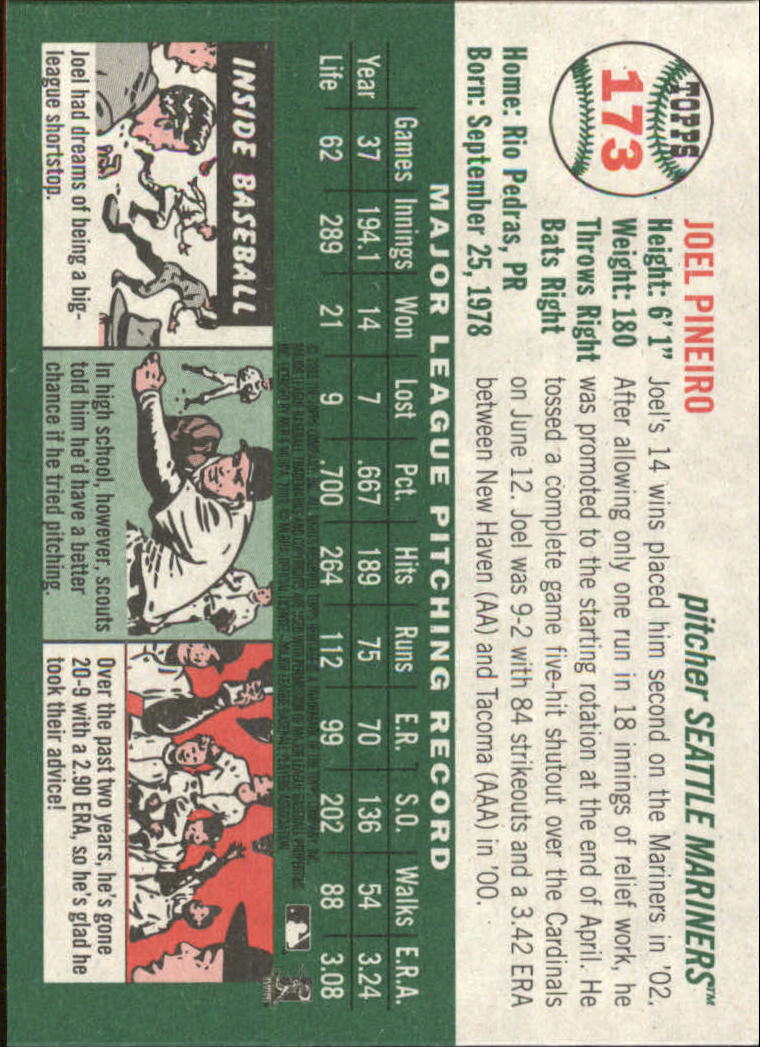 TOPPS
173
JOEL PINEIRO
pitcher SEATTLE MARINERS™
Height: 6' 1"
Weight: 180
Throws Right
Bats Right
Home: Rio Pedras, PR
Born: September 25, 1978
Joel's 14 wins placed him second on the Mariners in '02.
After allowing only one run in 18 innings of relief work, he
was promoted to the starting rotation at the end of April. He
tossed a complete game five-hit shutout over the Cardinals
on June 12. Joel was 9-2 with 84 strikeouts and a 3.42 ERA
between New Haven (AA) and Tacoma (AAA) in '00.
MAJOR LEAGUE PITCHING RECORD
Games Innings Won Lost Pct. Hits Runs E.R. S.O. Walks E.R.A.
Year 37 194.1 14 7 .667 189 75 70 136 54 3.24
Life 62 289 21 9 .700 264 112 99 202 88 3.08
INSIDE BASEBALL
Joel had dreams of being a big-
league shortstop.
In high school, however, scouts
told him he'd have a better
chance if he tried pitching.
Over the past two years, he's gone
20-9 with a 2.90 ERA, so he's glad he
took their advice!